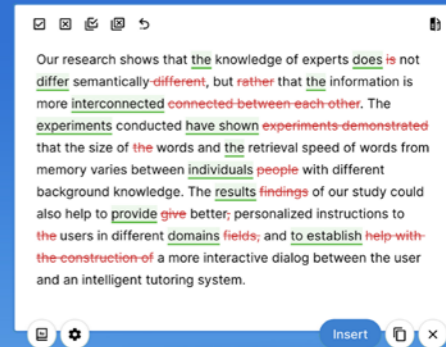 Our research shows that the knowledge of experts does is not
differ semantically different, but rather that the information is
more interconnected connected between each other. The
experiments conducted have shown experiments demonstrated
that the size of the words and the retrieval speed of words from
memory varies between individuals people with different
background knowledge. The results findings of our study could
also help to provide give better, personalized instructions to
the users in different domains fields, and to establish help with
the construction of a more interactive dialog between the user
and an intelligent tutoring system.
Insert